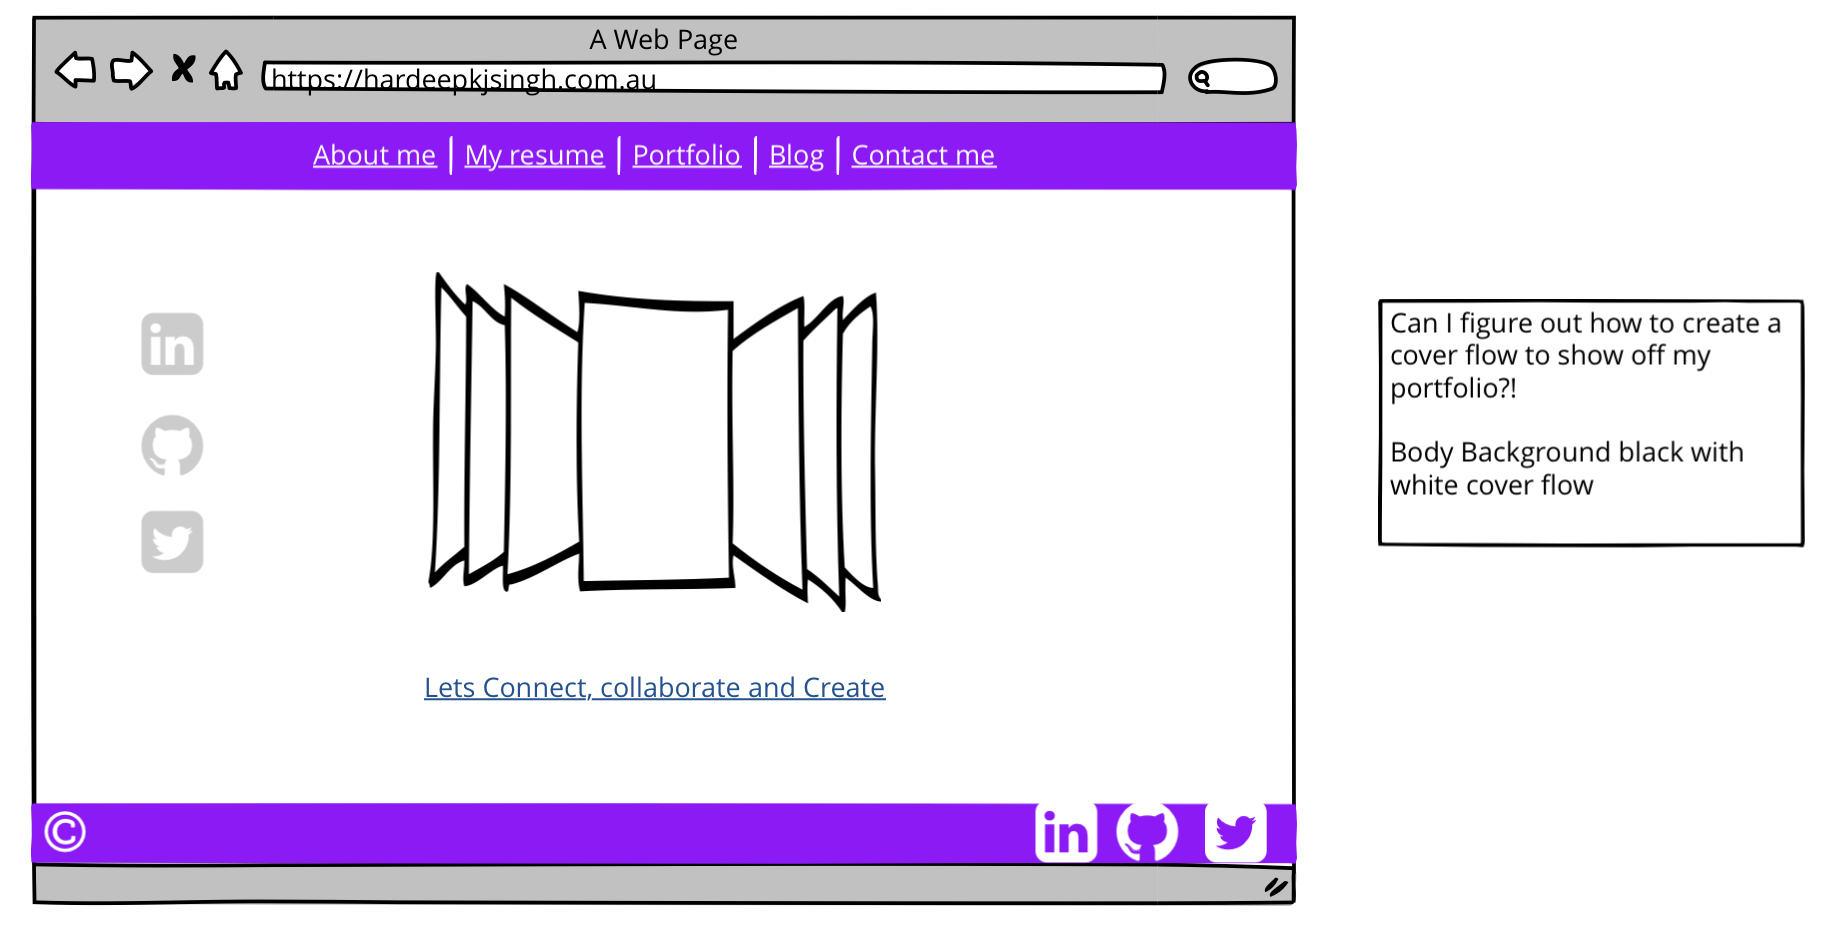 A Web Page
https://hardeepkjsingh.com.au
About me | My resume | Portfolio | Blog | Contact me
in
Can I figure out how to create a
cover flow to show off my
portfolio?!
Body Background black with
white cover flow
Lets Connect, collaborate and Create
© in